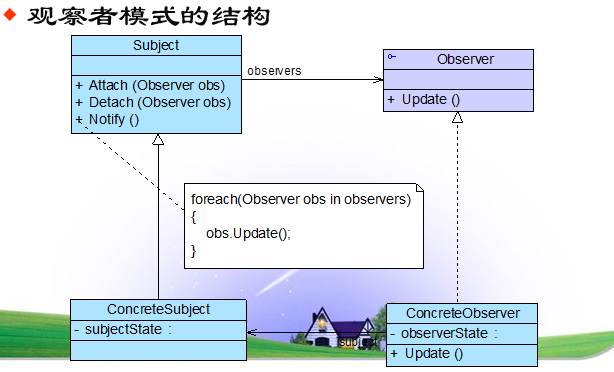 观察者模式的结构
Subject
+ Attach (Observer obs)
+ Detach (Observer obs)
+ Notify ()
observers
Observer
+ Update ()
foreach(Observer obs in observers)
{
obs.Update();
}
ConcreteSubject
- subjectState :
subject
ConcreteObserver
- observerState :
+ Update ()